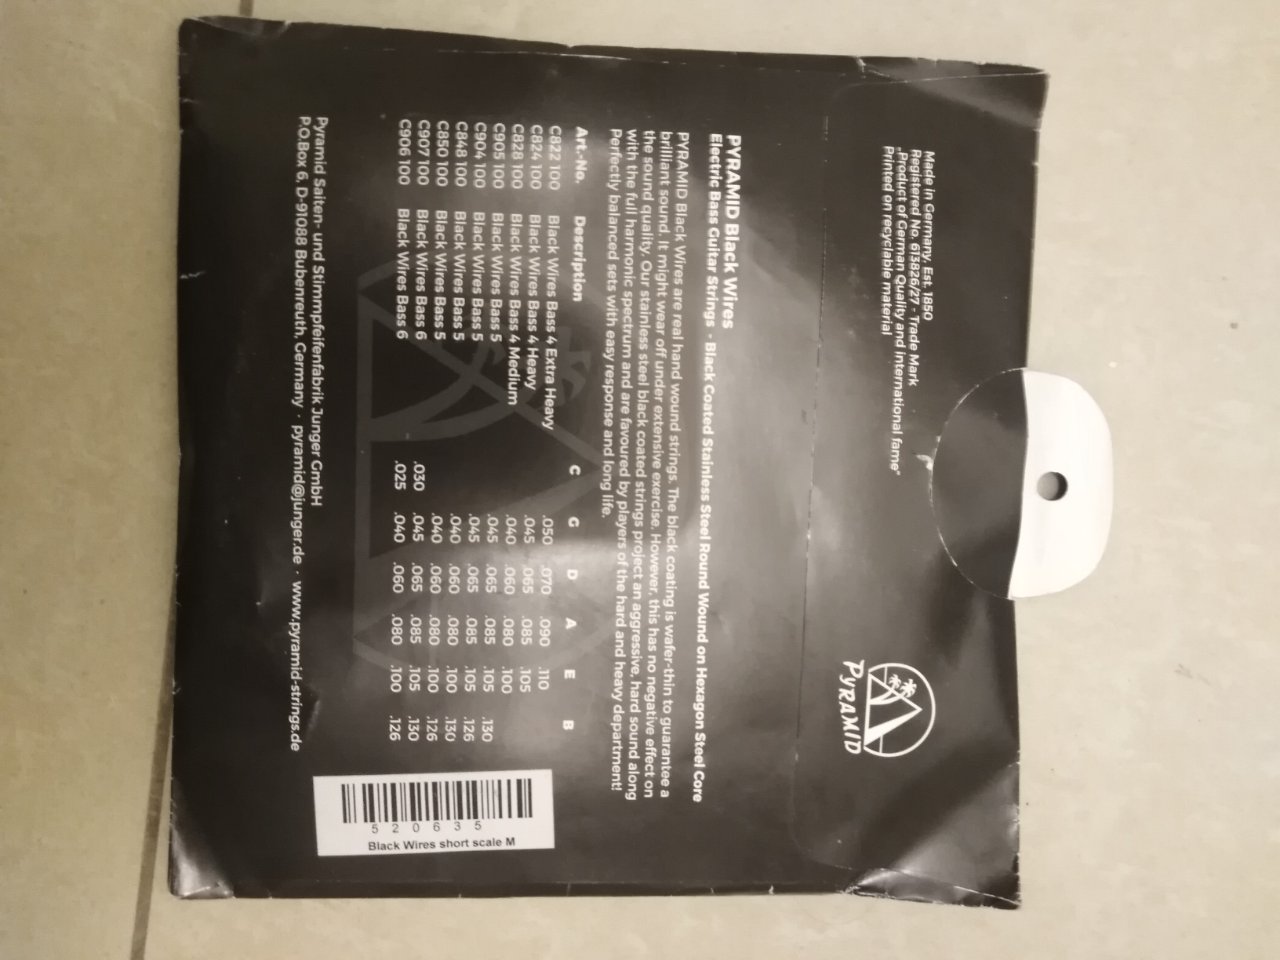 Made in Germany. Est. 1850
Registered No. 613826/27 - Trade Mark
„Product of German Quality and international fame"
Printed on recyclable material
PYRAMID
PYRAMID Black Wires
Electric Bass Guitar Strings - Black Coated Stainless Steel Round Wound on Hexagon Steel Core
PYRAMID Black Wires are real hand wound strings. The black coating is wafer-thin to guarantee a
brilliant sound. It might wear off under extensive exercise. However, this has no negative effect on
the sound quality. Our stainless steel black coated strings project an aggressive, hard sound along
with the full harmonic spectrum and are favoured by players of the hard and heavy department!
Perfectly balanced sets with easy response and long life.
Art.-No. Description C G D A E B
C822 100 Black Wires Bass 4 Extra Heavy .050 .070 .090 .110
C824 100 Black Wires Bass 4 Heavy .045 .065 .085 .105
C828 100 Black Wires Bass 4 Medium .040 .060 .080 .100
C905 100 Black Wires Bass 5 .045 .065 .085 .105 .130
C904 100 Black Wires Bass 5 .045 .065 .085 .105 .126
C848 100 Black Wires Bass 5 .040 .060 .080 .100 .130
C850 100 Black Wires Bass 5 .040 .060 .080 .100 .126
C907 100 Black Wires Bass 6 .030 .045 .065 .085 .105 .130
C906 100 Black Wires Bass 6 .025 .040 .060 .080 .100 .126
Pyramid Saiten- und Stimmpfeifenfabrik Junger GmbH
P.O.Box 6, D-91088 Bubenreuth, Germany · pyramid@junger.de · www.pyramid-strings.de
520635
Black Wires short scale M